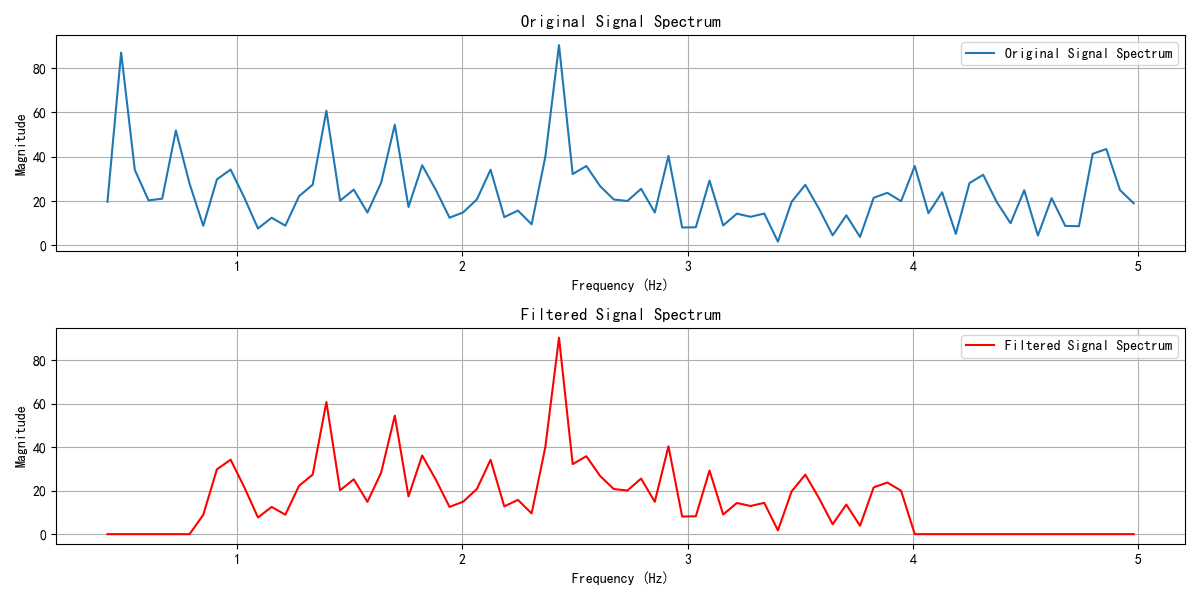 Original Signal Spectrum
Original Signal Spectrum
Magnitude
80
60
40
20
0
1 2 3 4 5
Frequency (Hz)
Filtered Signal Spectrum
Filtered Signal Spectrum
Magnitude
80
60
40
20
0
1 2 3 4 5
Frequency (Hz)